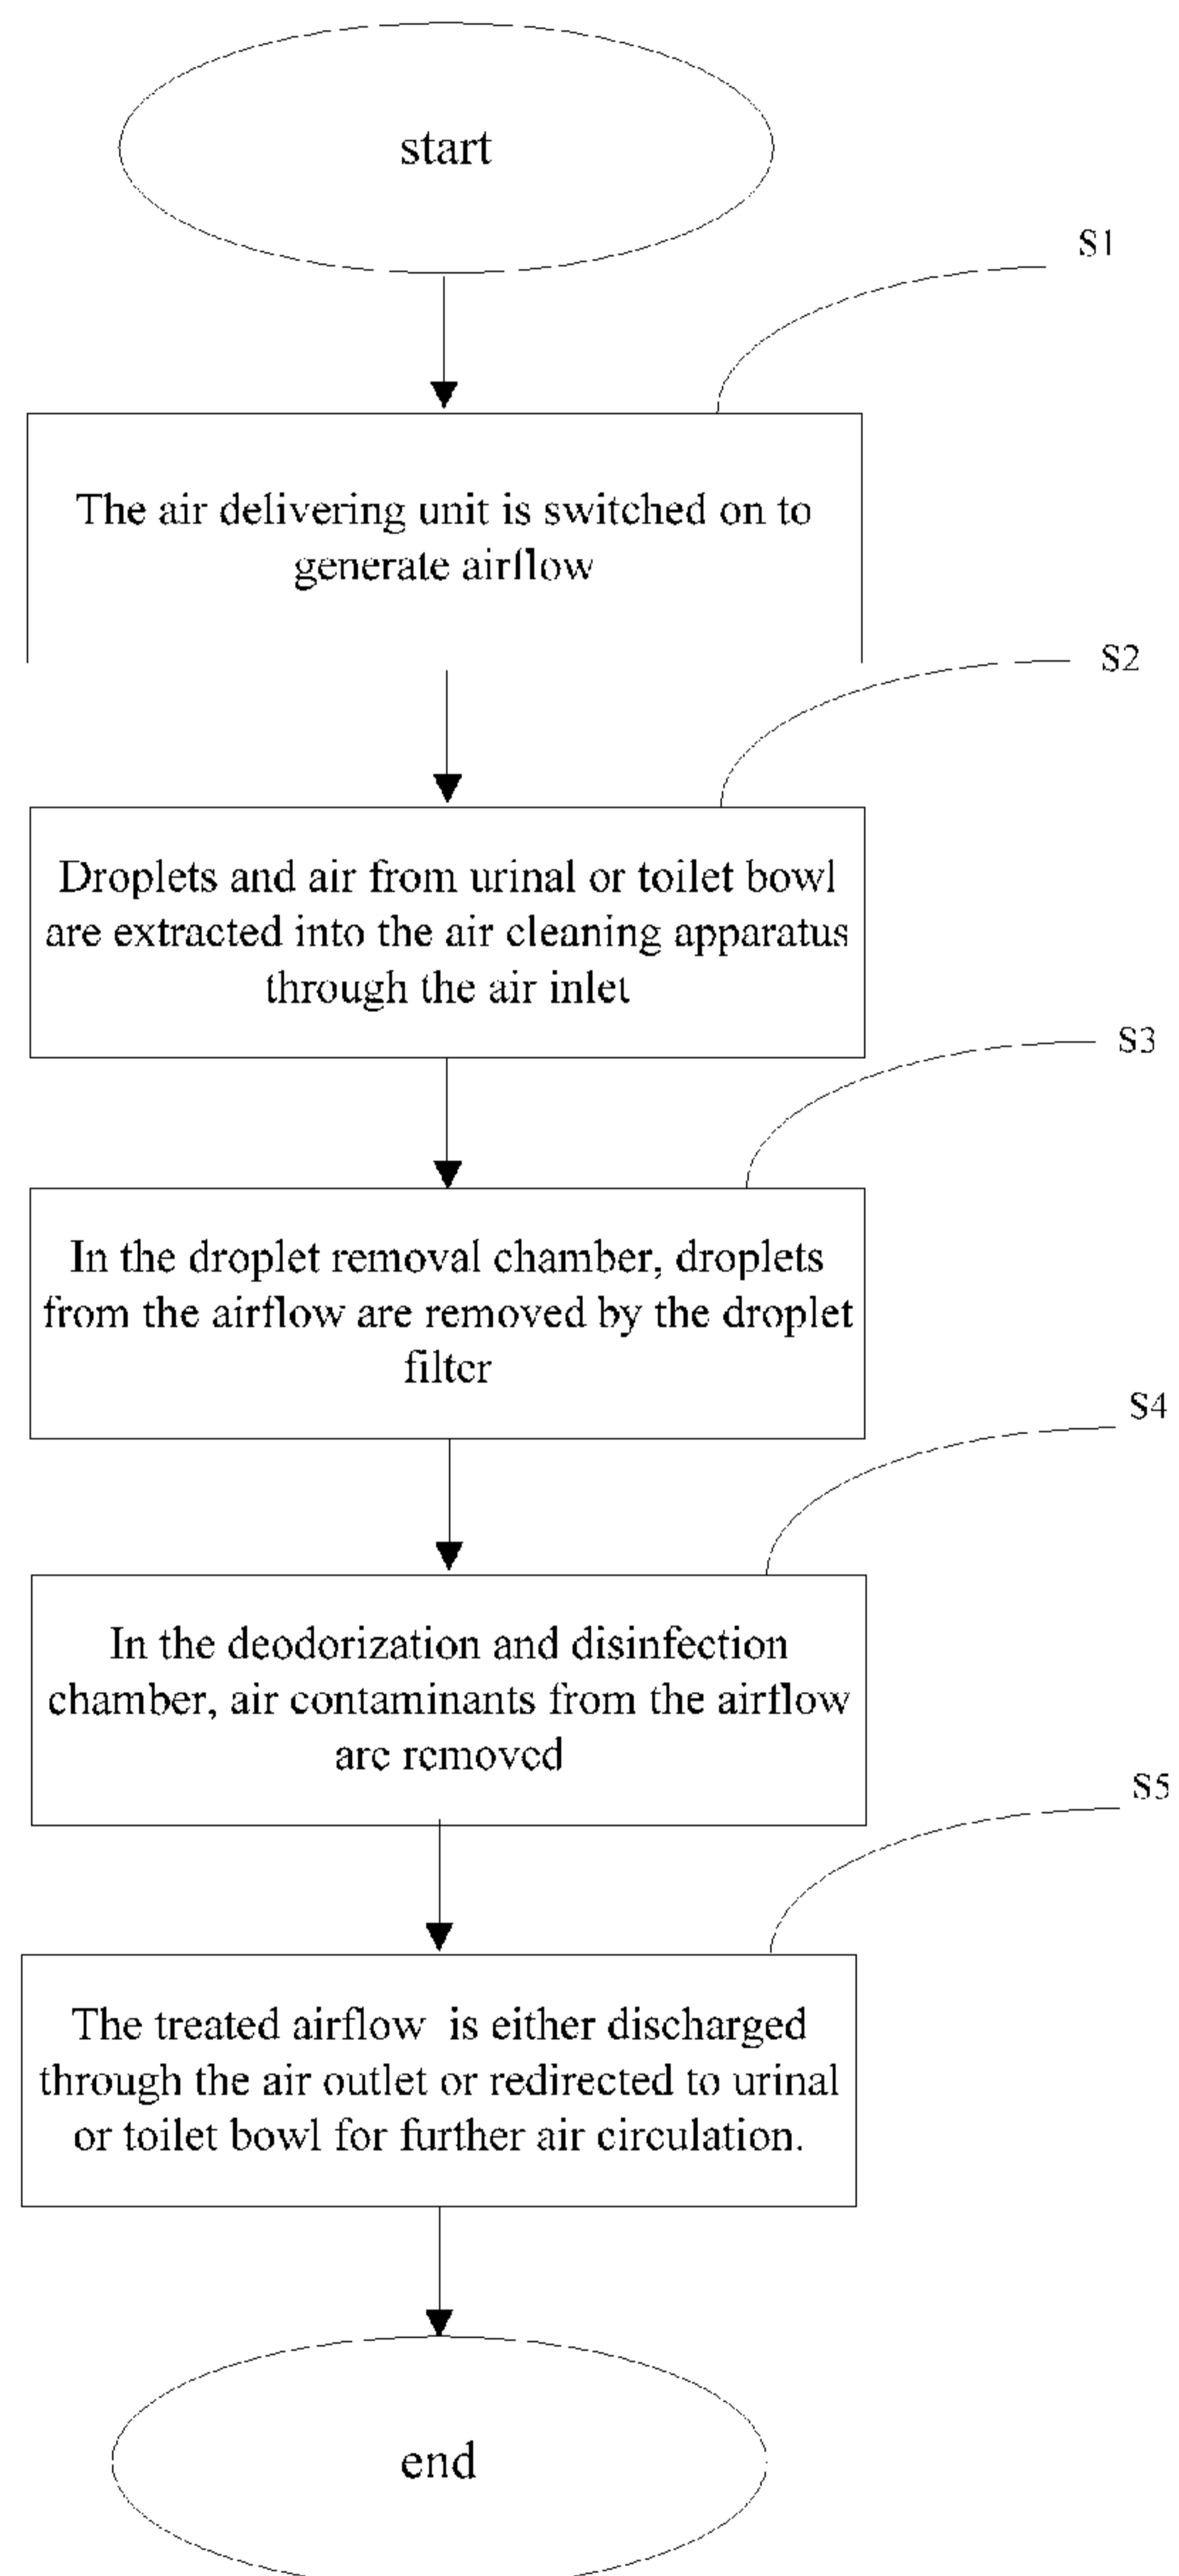 start
S1
The air delivering unit is switched on to
generate airflow
S2
Droplets and air from urinal or toilet bowl
are extracted into the air cleaning apparatus
through the air inlet
S3
In the droplet removal chamber, droplets
from the airflow are removed by the droplet
filter
S4
In the deodorization and disinfection
chamber, air contaminants from the airflow
are removed
S5
The treated airflow is either discharged
through the air outlet or redirected to urinal
or toilet bowl for further air circulation.
end